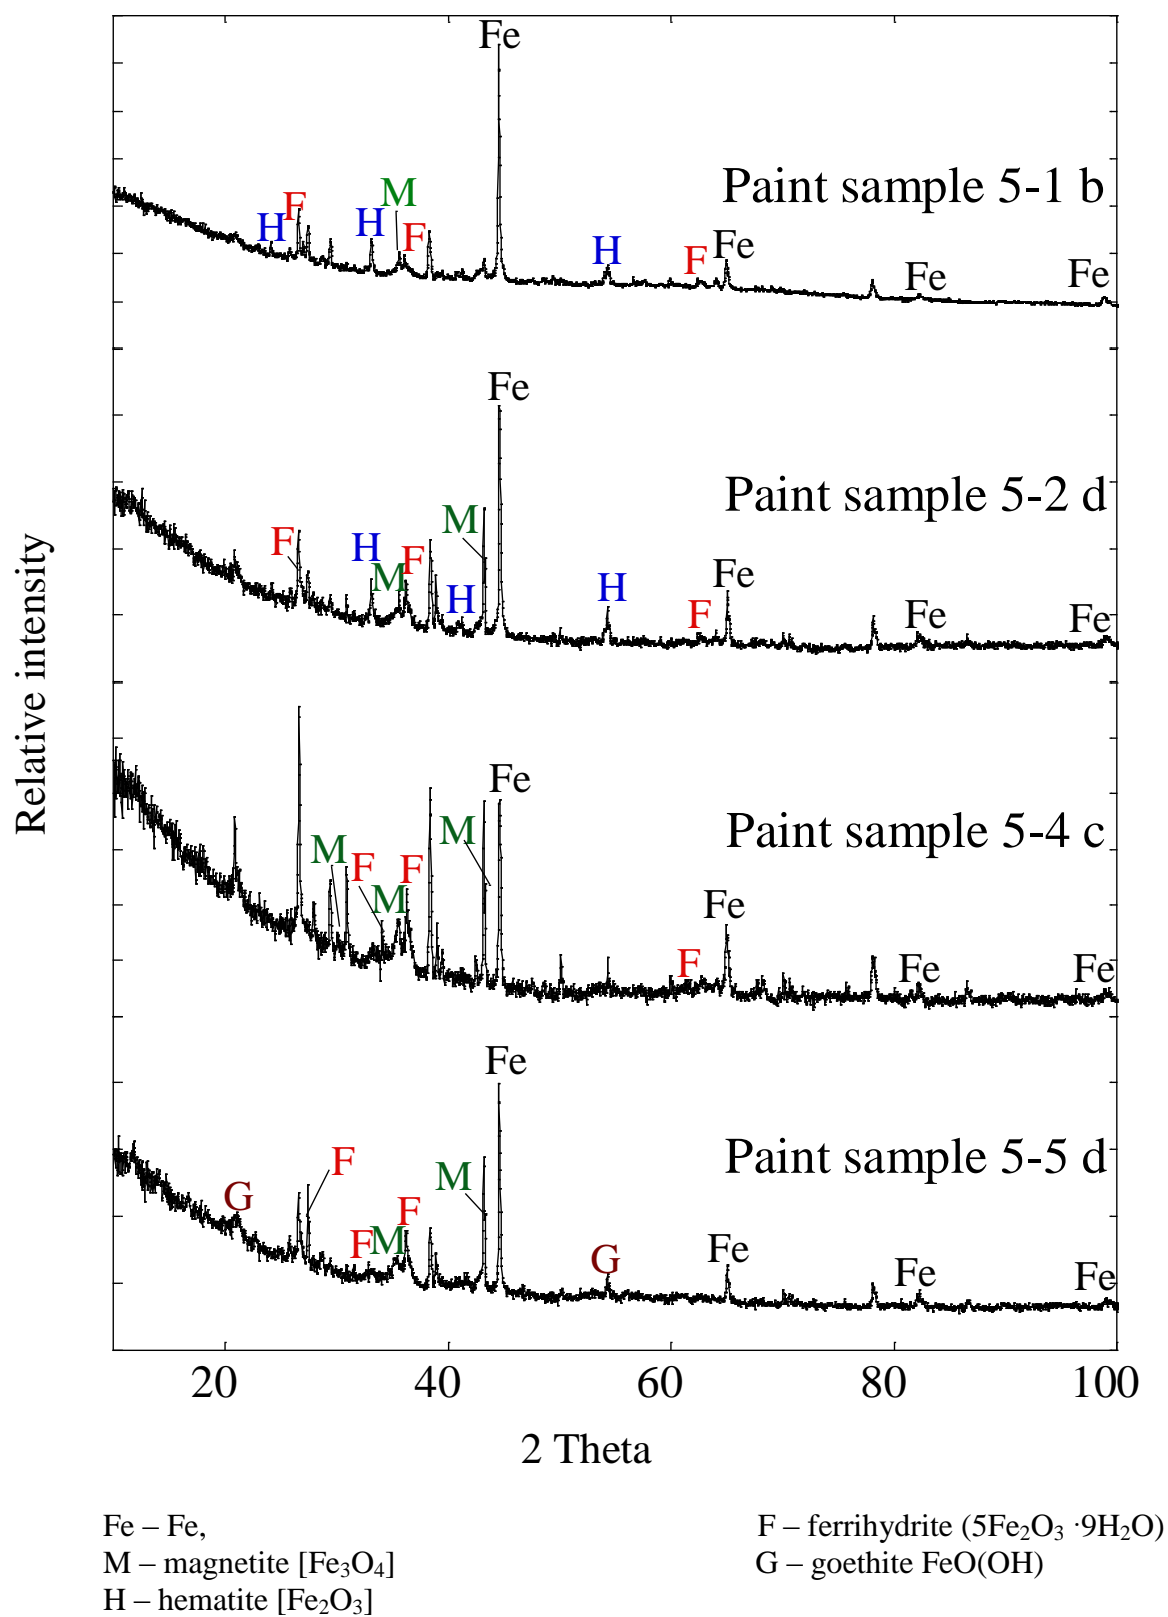 Fe
Paint sample 5-1 b
M
F
H
H
F
H
F
Fe
Fe
Fe
Fe
Paint sample 5-2 d
M
F
H
M
F
H
H
F
Fe
Fe
Fe
Fe
Paint sample 5-4 c
M
M
F
F
M
Fe
F
Fe
Fe
Fe
Paint sample 5-5 d
G
F
M
F
F
M
G
Fe
Fe
Fe
Relative intensity
20 40 60 80 100
2 Theta
Fe – Fe,
M – magnetite [Fe₃O₄]
H – hematite [Fe₂O₃]
F – ferrihydrite (5Fe₂O₃ ·9H₂O)
G – goethite FeO(OH)